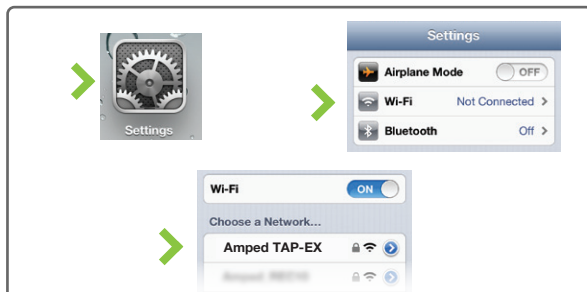 Settings
Settings
Airplane Mode OFF
Wi-Fi Not Connected
Bluetooth Off
Wi-Fi ON
Choose a Network...
Amped TAP-EX